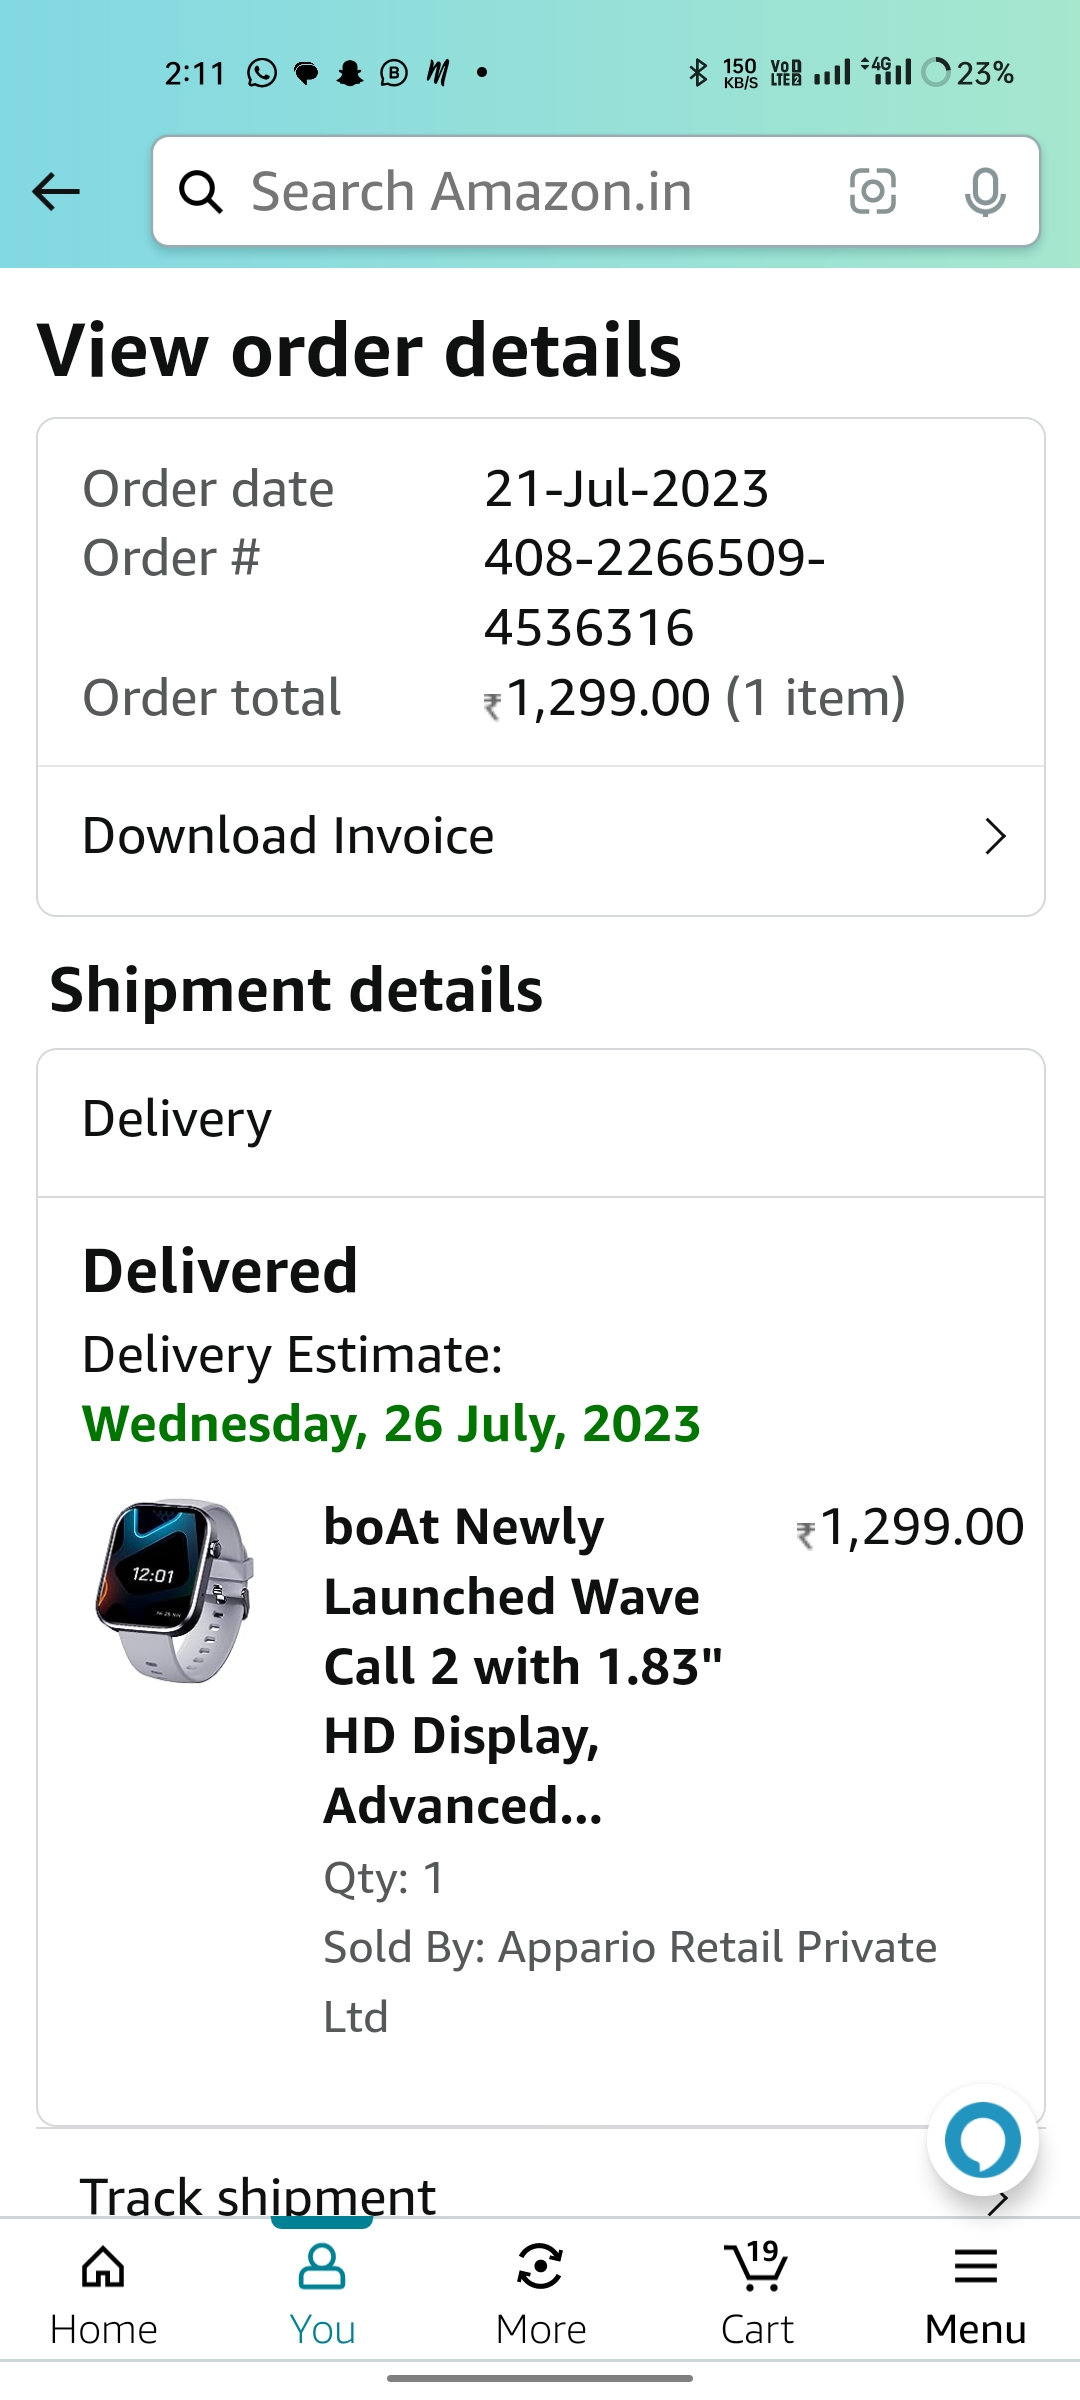 2:11 150 KB/S VoLTE2 4G 23%
Search Amazon.in
View order details
Order date 21-Jul-2023
Order # 408-2266509-
4536316
Order total ₹1,299.00 (1 item)
Download Invoice
Shipment details
Delivery
Delivered
Delivery Estimate:
Wednesday, 26 July, 2023
12:01
boAt Newly ₹1,299.00
Launched Wave
Call 2 with 1.83"
HD Display,
Advanced...
Qty: 1
Sold By: Appario Retail Private
Ltd
Track shipment
19
Home You More Cart Menu